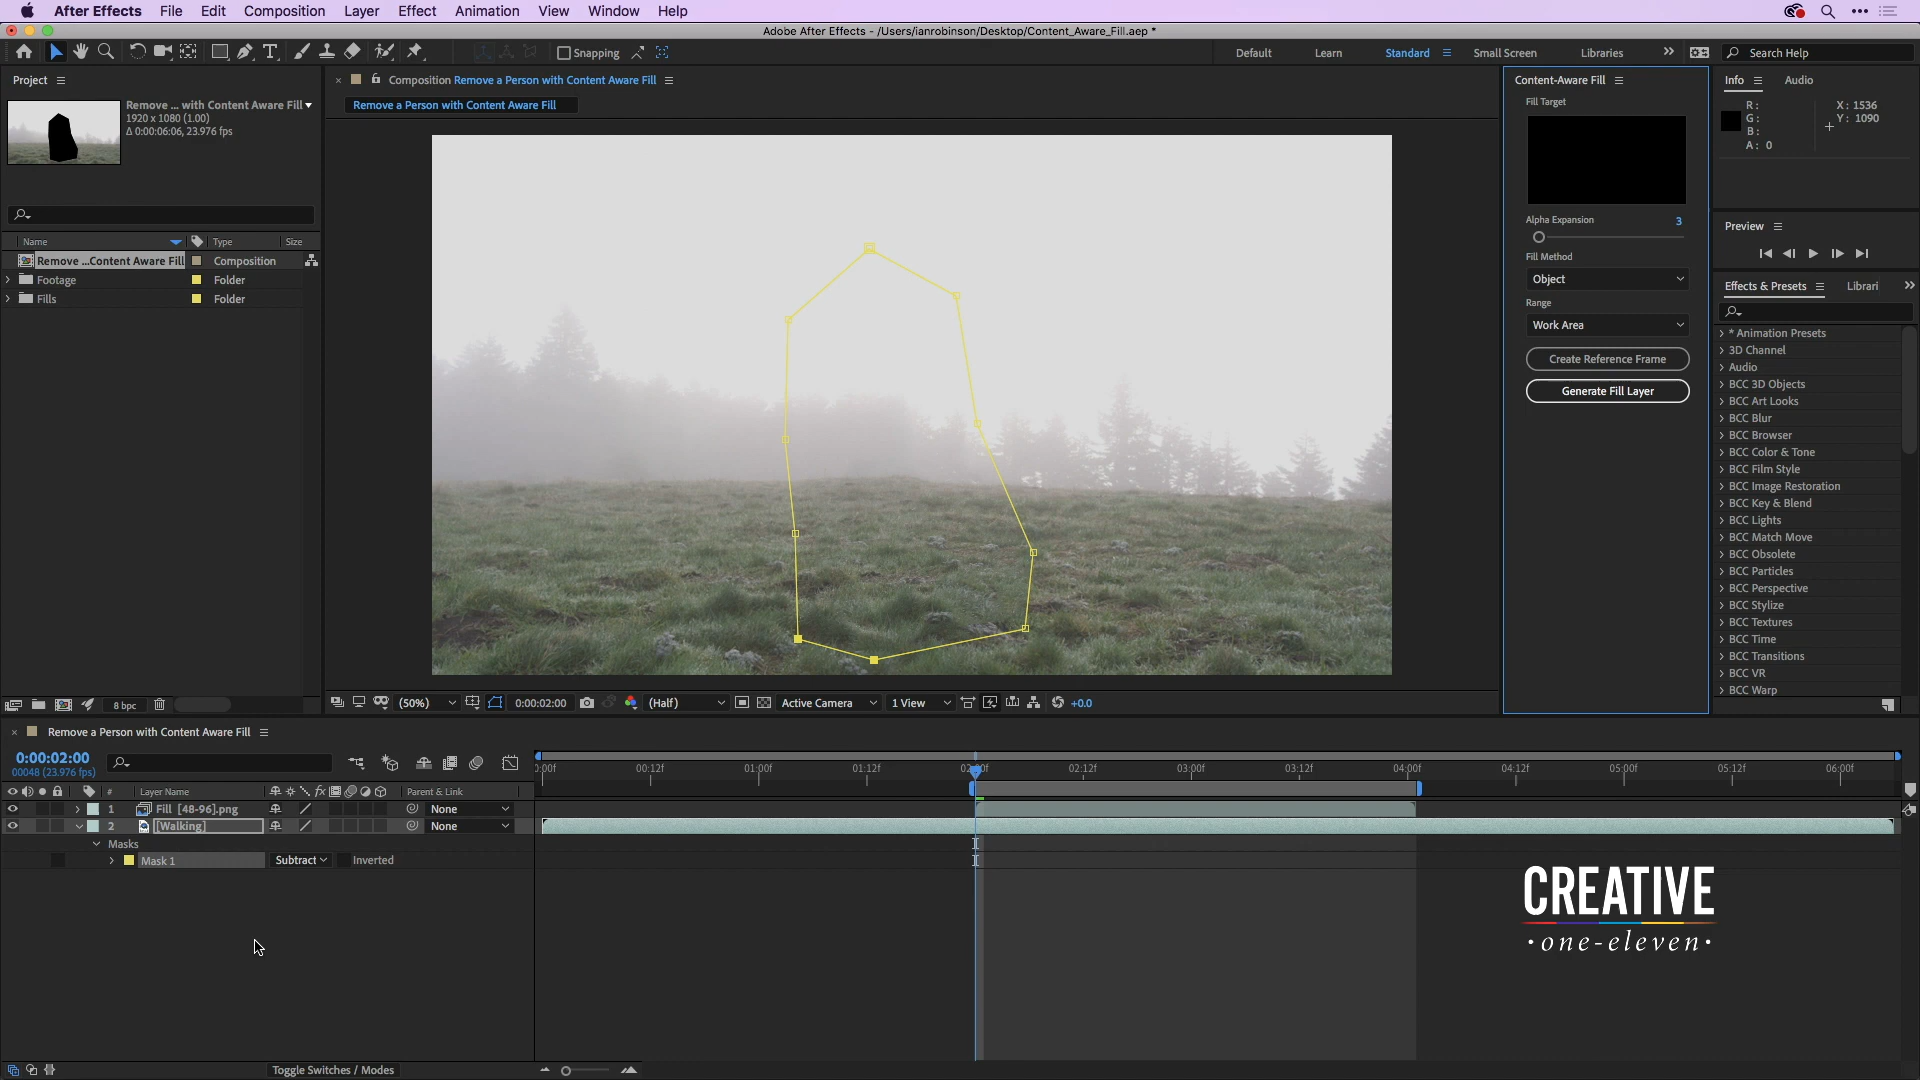 After Effects File Edit Composition Layer Effect Animation View Window Help
Adobe After Effects - /Users/ianrobinson/Desktop/Content_Aware_Fill.aep *
Snapping
Default Learn Standard Small Screen Libraries Search Help
Project
Remove ... with Content Aware Fill
1920 x 1080 (1.00)
Δ 0:00:06:06, 23.976 fps
Name Type Size
Remove ...Content Aware Fill Composition
Footage Folder
Fills Folder
8 bpc
Composition Remove a Person with Content Aware Fill
Remove a Person with Content Aware Fill
(50%) 0:00:02:00 (Half) Active Camera 1 View +0.0
Content-Aware Fill
Fill Target
Alpha Expansion 3
Fill Method
Object
Range
Work Area
Create Reference Frame
Generate Fill Layer
Info Audio
R: X: 1536
G: Y: 1090
B:
A: 0
Preview
Effects & Presets Librari
* Animation Presets
3D Channel
Audio
BCC 3D Objects
BCC Art Looks
BCC Blur
BCC Browser
BCC Color & Tone
BCC Film Style
BCC Image Restoration
BCC Key & Blend
BCC Lights
BCC Match Move
BCC Obsolete
BCC Particles
BCC Perspective
BCC Stylize
BCC Textures
BCC Time
BCC Transitions
BCC VR
BCC Warp
Remove a Person with Content Aware Fill
0:00:02:00
00048 (23.976 fps)
00:12f 01:00f 01:12f 02:12f 03:00f 03:12f 04:00f 04:12f 05:00f 05:12f 06:00f
# Layer Name fx Parent & Link
1 Fill [48-96].png None
2 [Walking] None
Masks
Mask 1 Subtract Inverted
CREATIVE
·one-eleven·
Toggle Switches / Modes